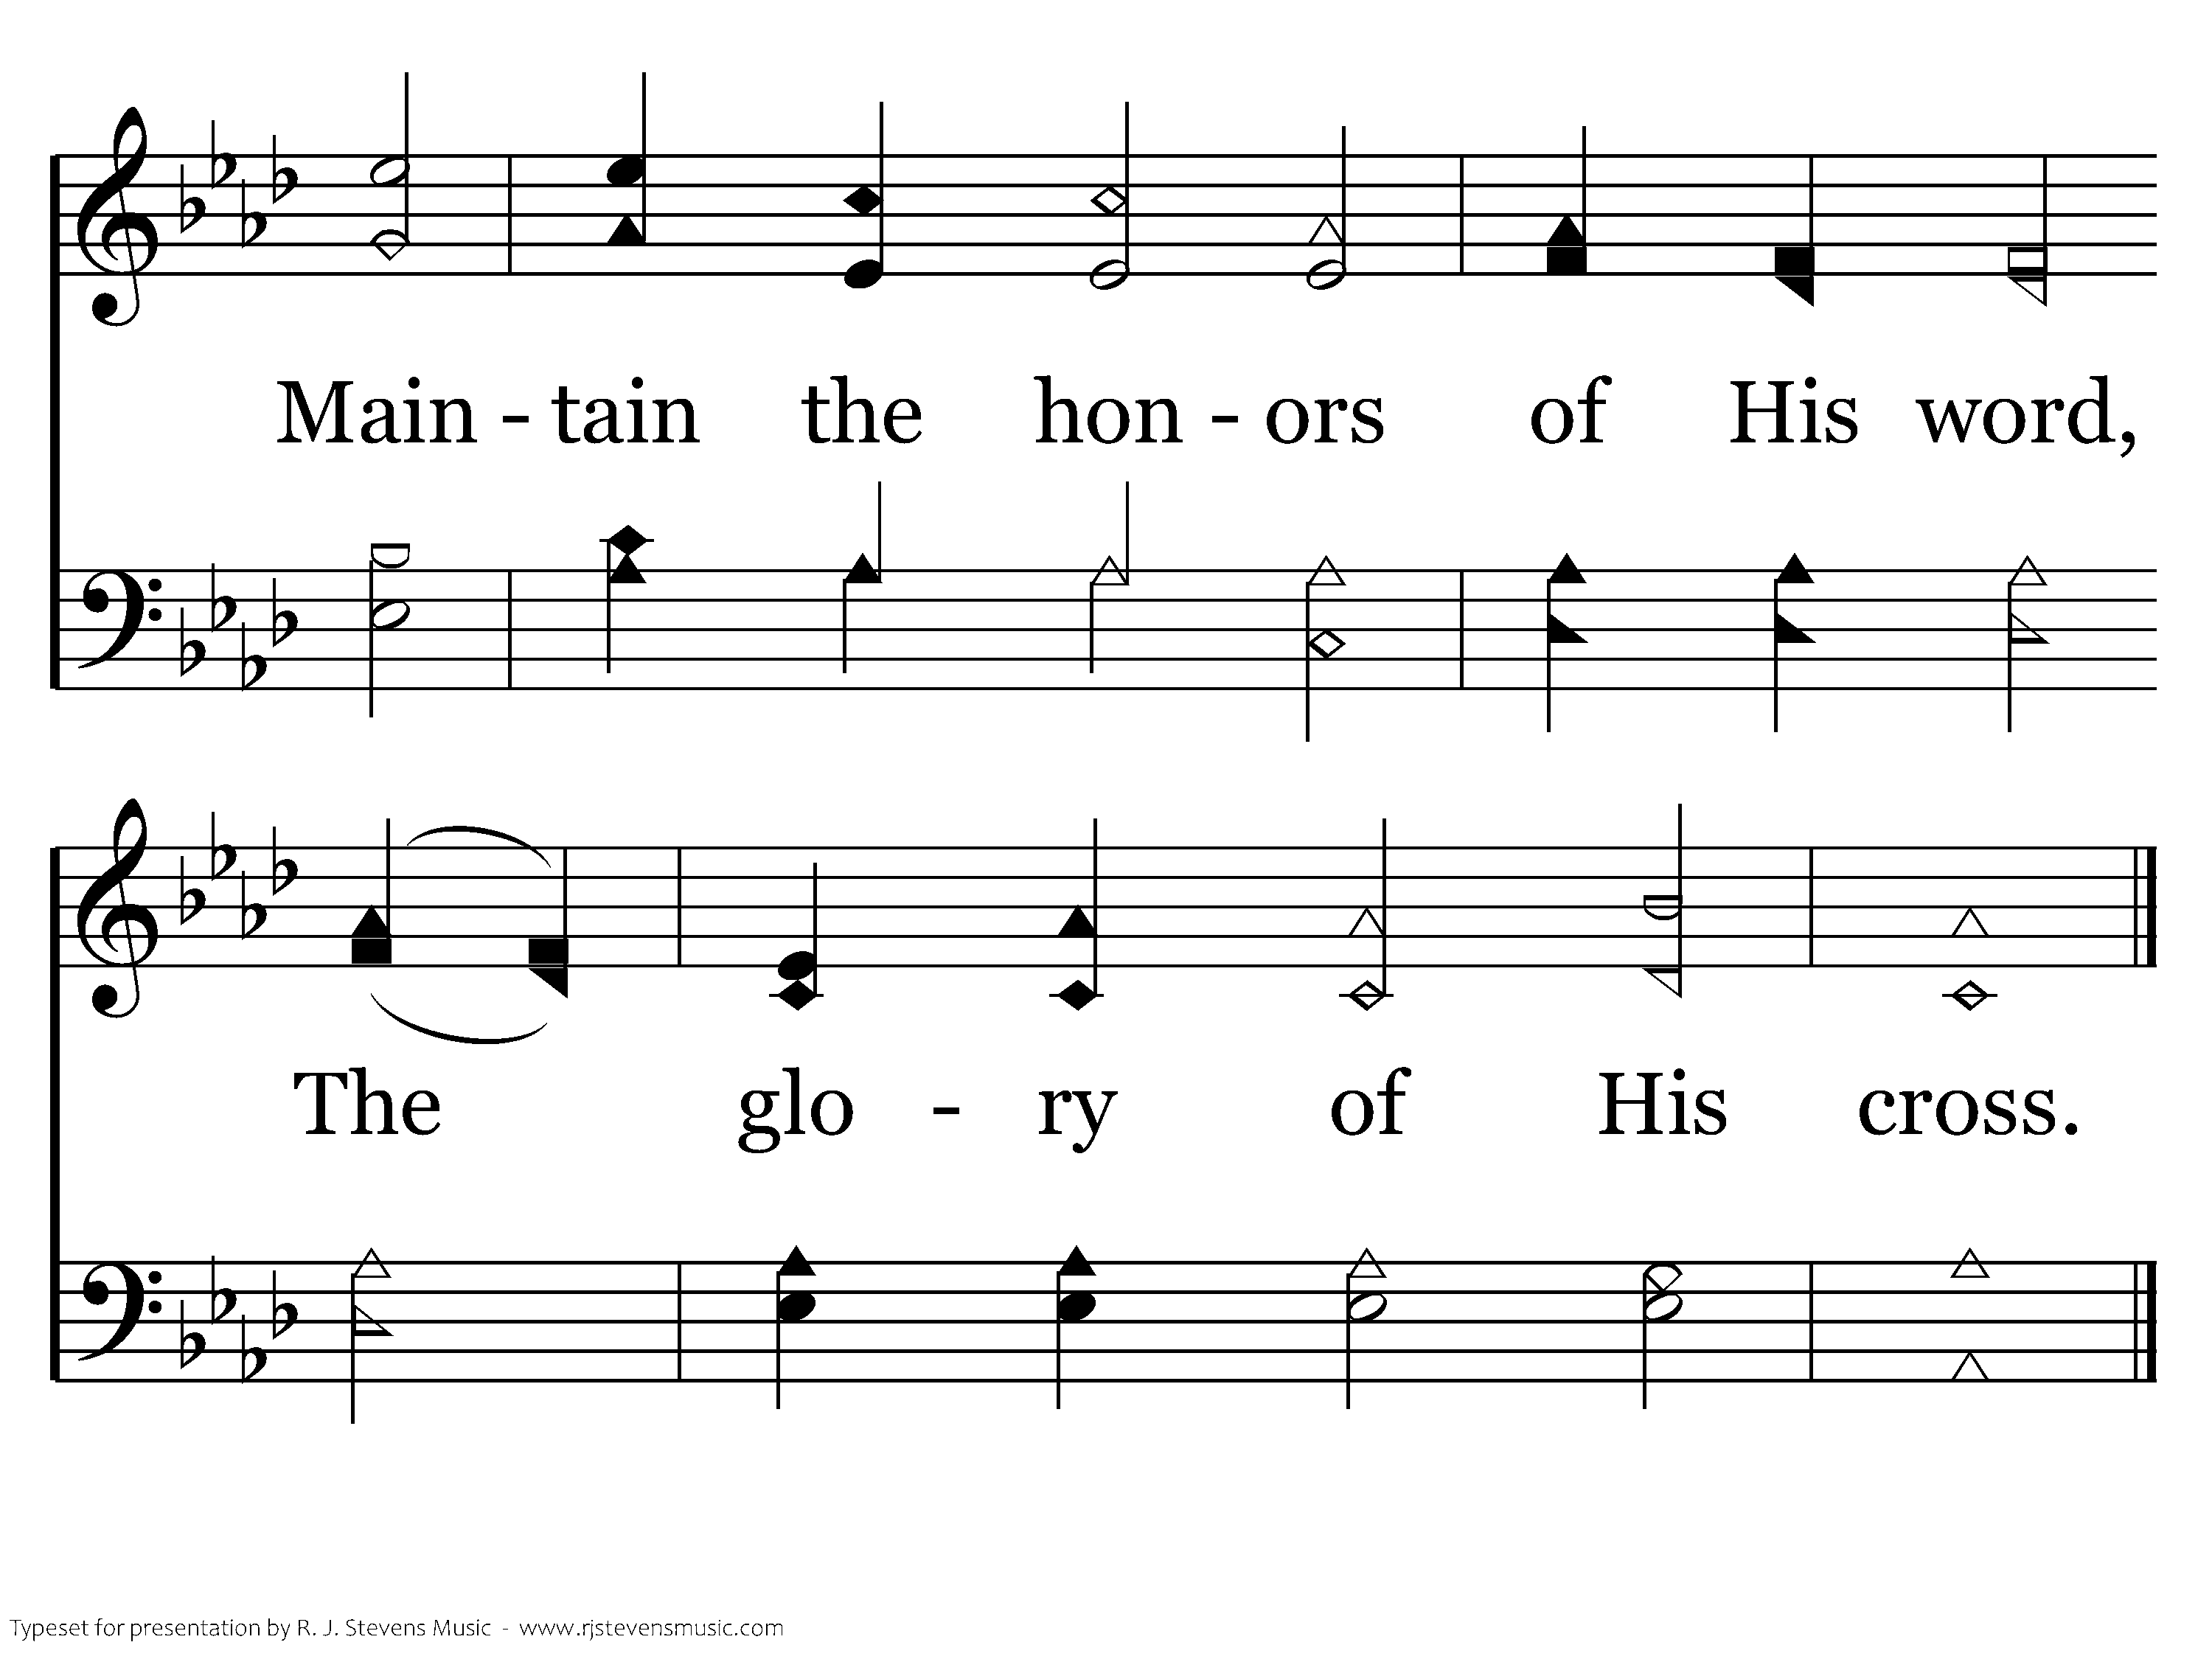 Main - tain the hon - ors of His word,
The glo - ry of His cross.
Typeset for presentation by R. J. Stevens Music - www.rjstevensmusic.com